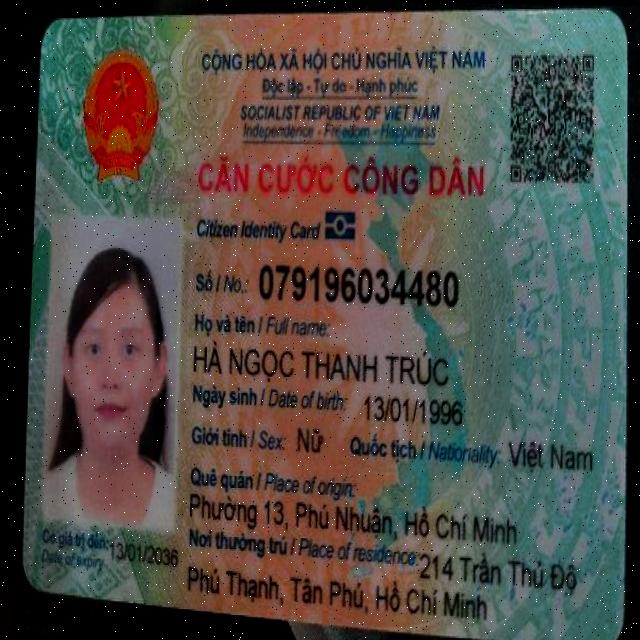 CỘNG HÒA XÃ HỘI CHỦ NGHĨA VIỆT NAM
Độc lập - Tự do - Hạnh phúc
SOCIALIST REPUBLIC OF VIET NAM
Independence - Freedom - Happiness
CĂN CƯỚC CÔNG DÂN
Citizen Identity Card
Số / No.: 079196034480
Họ và tên / Full name:
HÀ NGỌC THANH TRÚC
Ngày sinh / Date of birth: 13/01/1996
Giới tính / Sex: Nữ Quốc tịch / Nationality: Việt Nam
Quê quán / Place of origin:
Phường 13, Phú Nhuận, Hồ Chí Minh
Nơi thường trú / Place of residence: 214 Trần Thủ Độ
Phú Thạnh, Tân Phú, Hồ Chí Minh
Có giá trị đến: 13/01/2036
Date of expiry